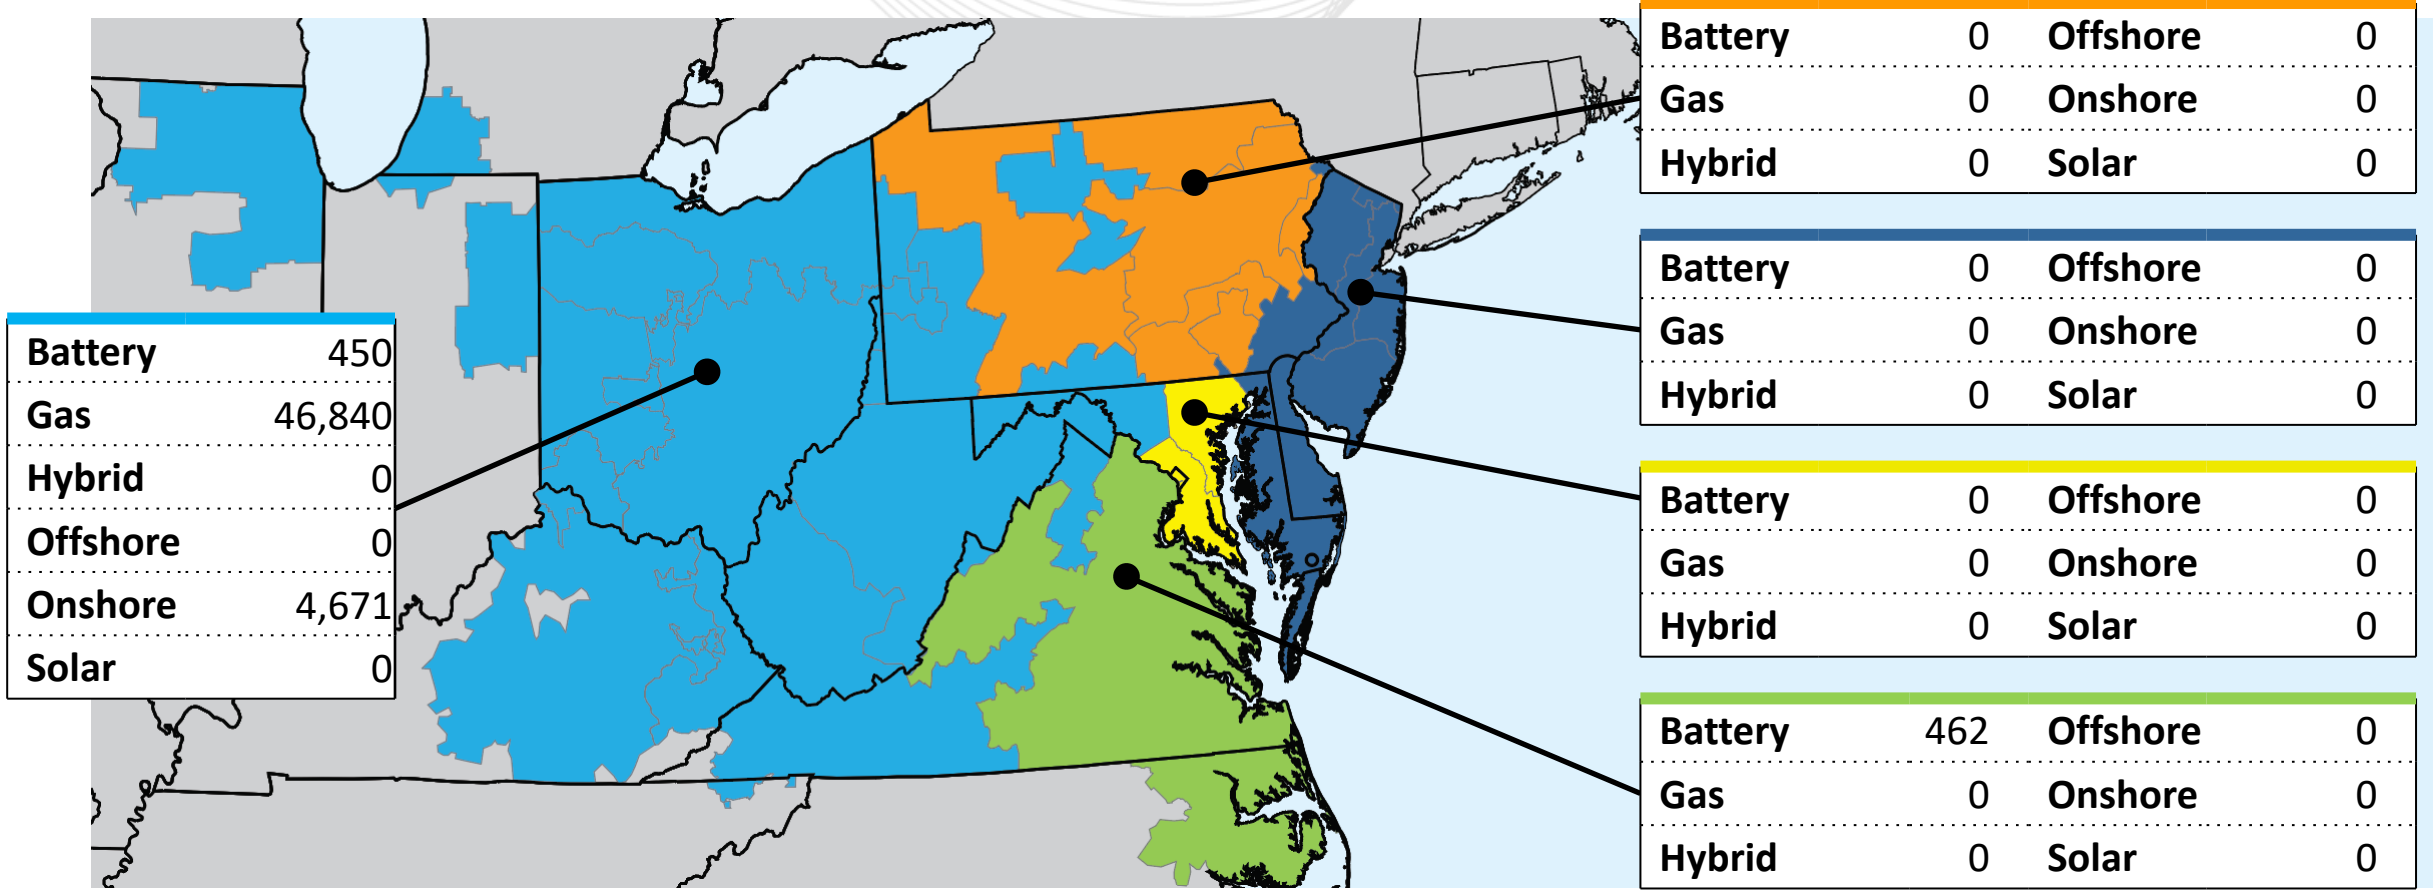 Battery 450
Gas 46,840
Hybrid 0
Offshore 0
Onshore 4,671
Solar 0
Battery 0 Offshore 0
Gas 0 Onshore 0
Hybrid 0 Solar 0
Battery 0 Offshore 0
Gas 0 Onshore 0
Hybrid 0 Solar 0
Battery 0 Offshore 0
Gas 0 Onshore 0
Hybrid 0 Solar 0
Battery 462 Offshore 0
Gas 0 Onshore 0
Hybrid 0 Solar 0